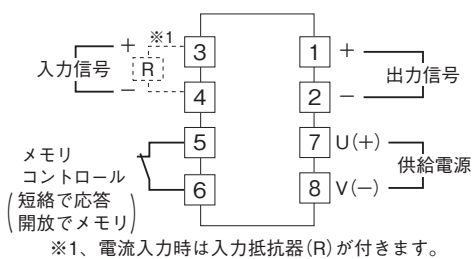 ※1
入力信号
+
R
−
3
4
1 +
2 −
出力信号
メモリ
コントロール
(短絡で応答
開放でメモリ)
5
6
7 U(+)
8 V(−)
供給電源
※1、電流入力時は入力抵抗器(R)が付きます。